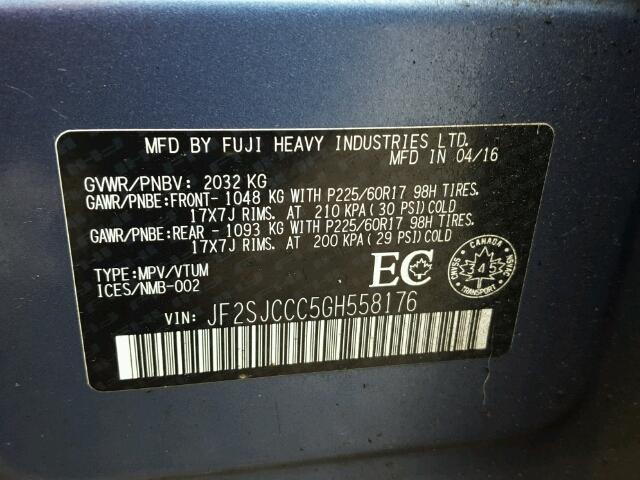 MFD BY FUJI HEAVY INDUSTRIES LTD.
MFD IN 04/16
GVWR/PNBV: 2032 KG
GAWR/PNBE:FRONT- 1048 KG WITH P225/60R17 98H TIRES.
17X7J RIMS. AT 210 KPA (30 PSI) COLD
GAWR/PNBE:REAR - 1093 KG WITH P225/60R17 98H TIRES.
17X7J RIMS. AT 200 KPA (29 PSI) COLD
TYPE:MPV/VTUM
ICES/NMB-002
EC
CANADA
CMVSS
NSVAC
345
TRANSPORT
VIN: JF2SJCCC5GH558176